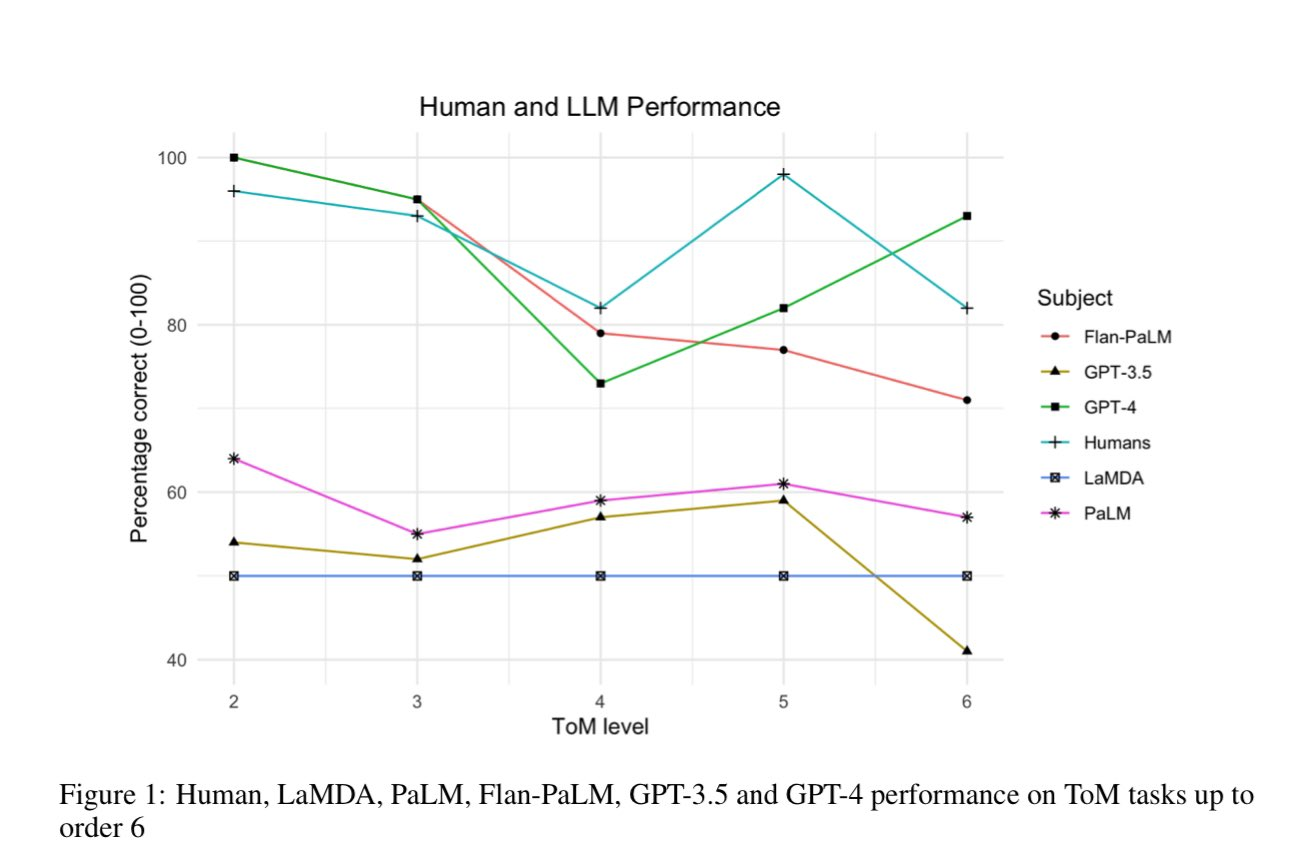 Human and LLM Performance
Percentage correct (0-100)
100
80
60
40
2 3 4 5 6
ToM level
Subject
Flan-PaLM
GPT-3.5
GPT-4
Humans
LaMDA
PaLM
Figure 1: Human, LaMDA, PaLM, Flan-PaLM, GPT-3.5 and GPT-4 performance on ToM tasks up to
order 6